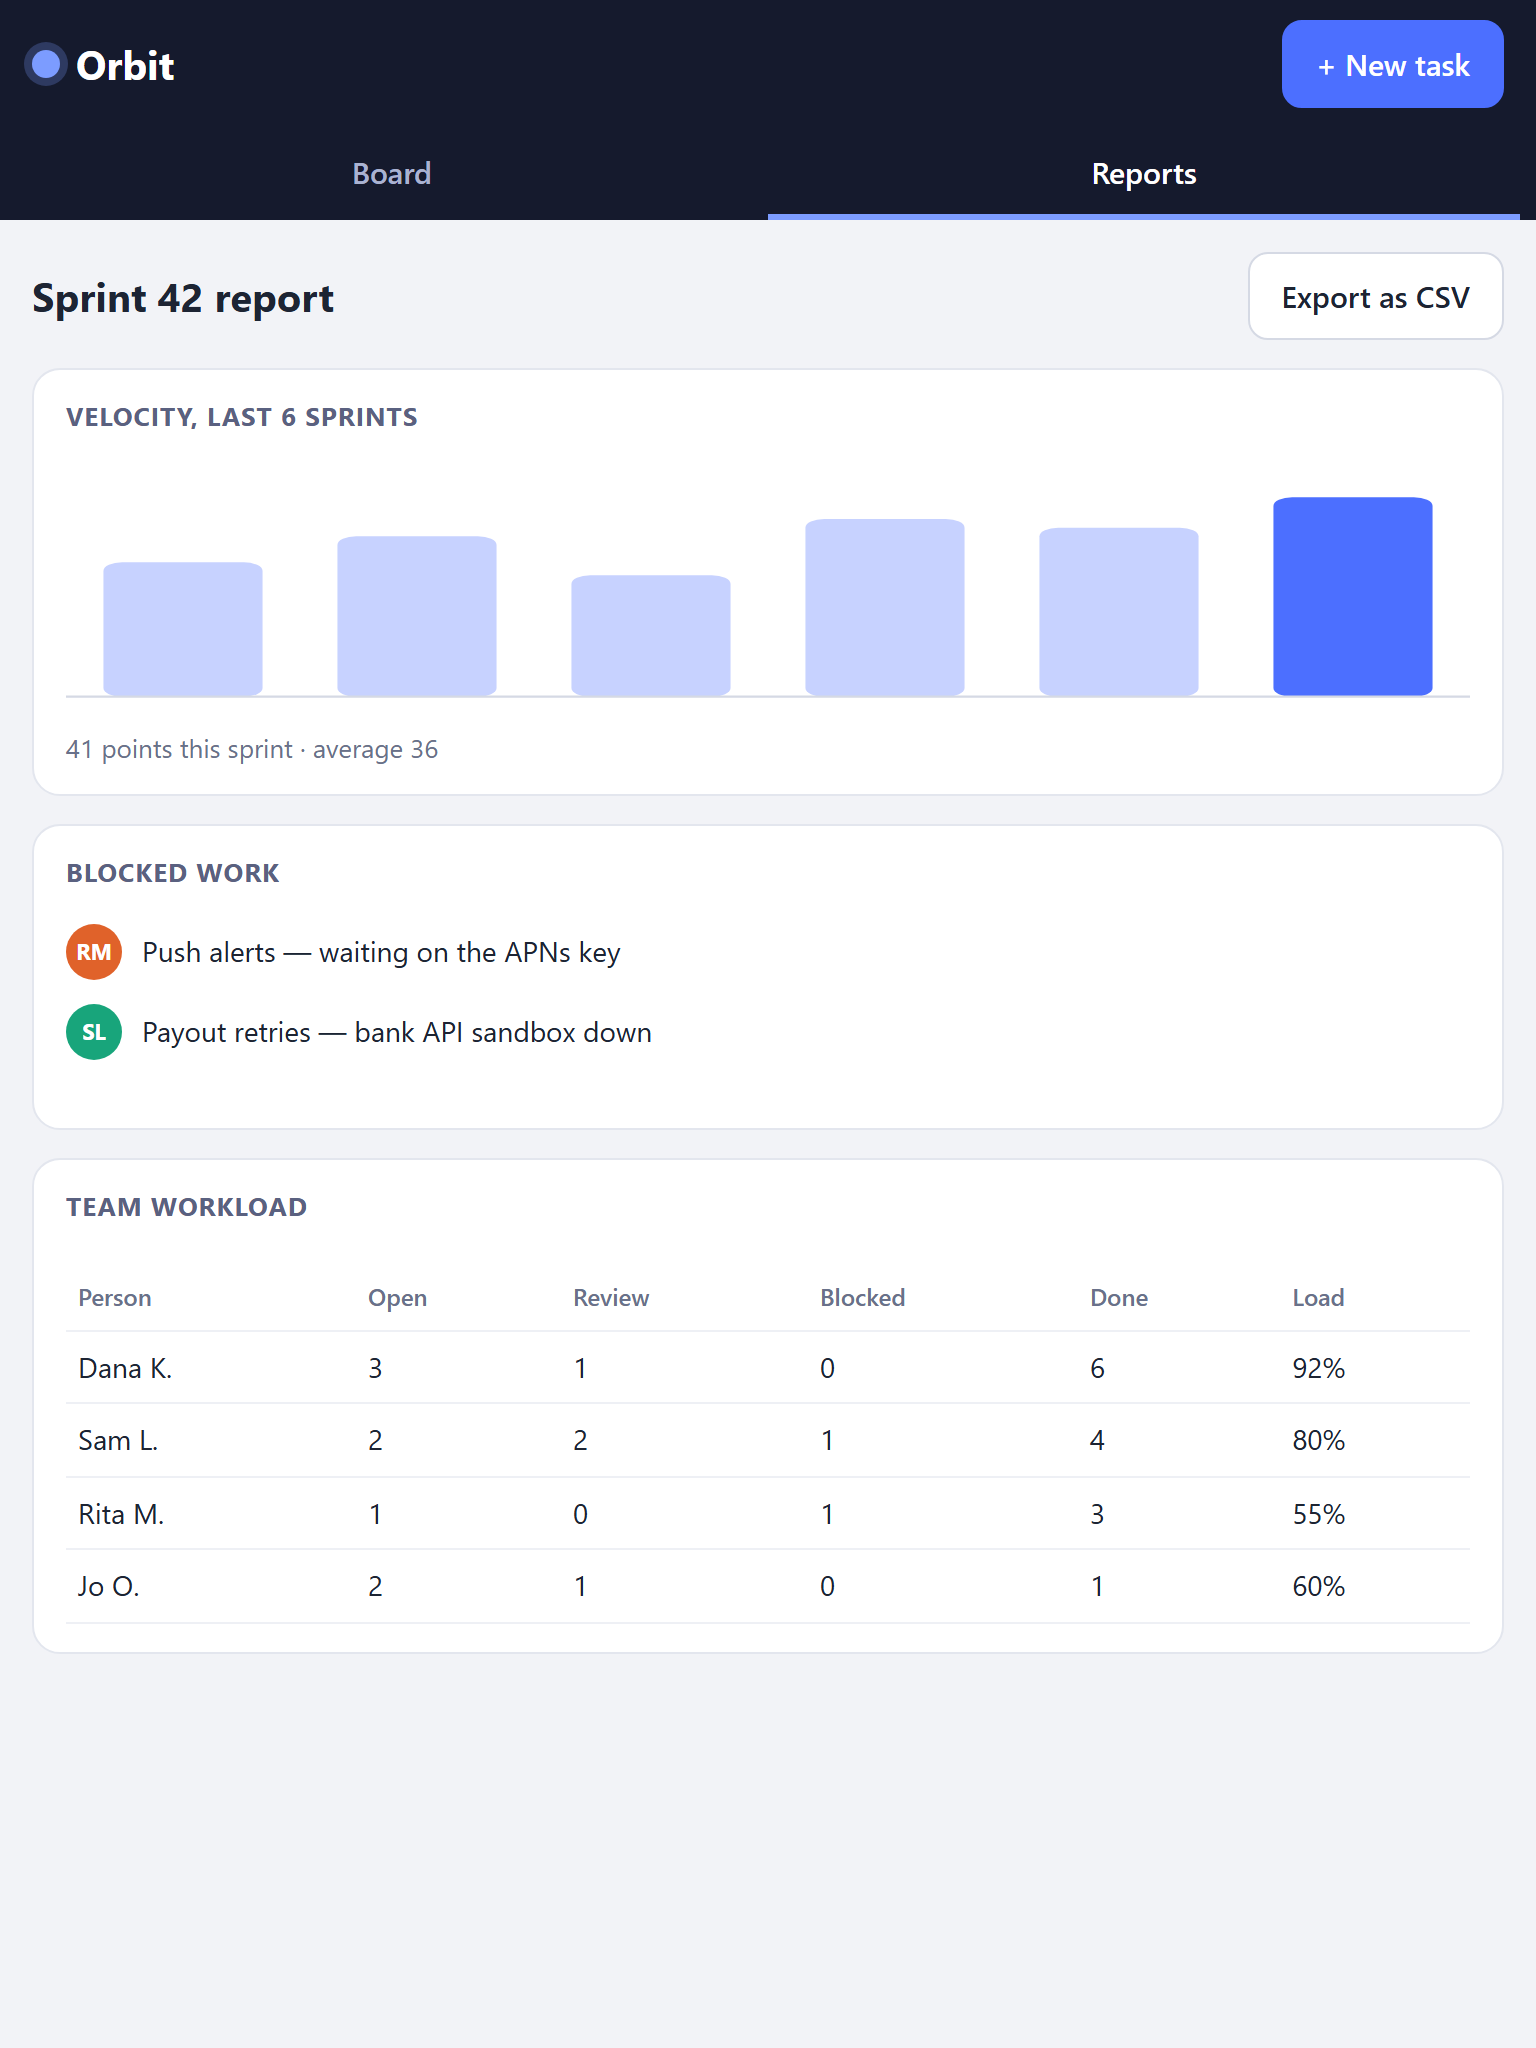 Orbit
+ New task
Board
Reports
Sprint 42 report
Export as CSV
VELOCITY, LAST 6 SPRINTS
41 points this sprint · average 36
BLOCKED WORK
RM Push alerts — waiting on the APNs key
SL Payout retries — bank API sandbox down
TEAM WORKLOAD
Person Open Review Blocked Done Load
Dana K. 3 1 0 6 92%
Sam L. 2 2 1 4 80%
Rita M. 1 0 1 3 55%
Jo O. 2 1 0 1 60%